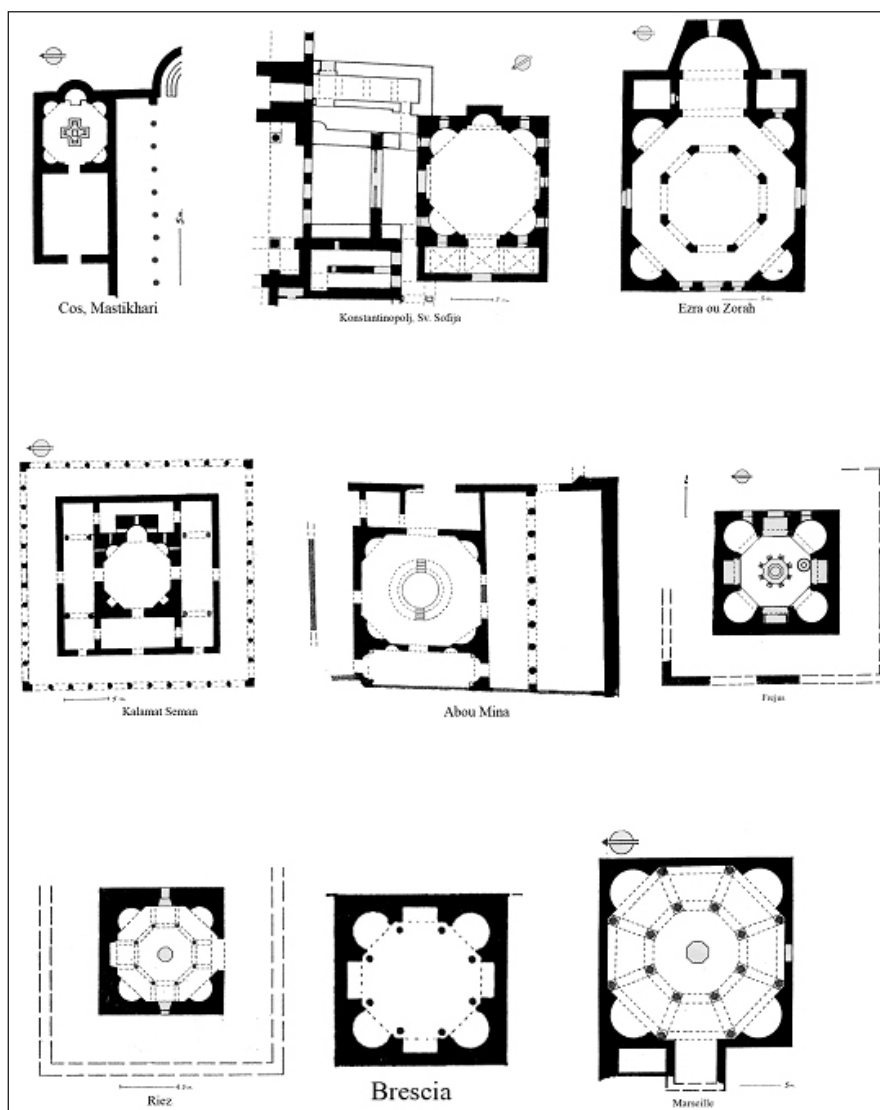 Cos, Mastikhari
Konstantinopolj, Sv. Sofija
Ezra ou Zorah
Kalamat Seman
Abou Mina
Frejus
Riez
Brescia
Marseille